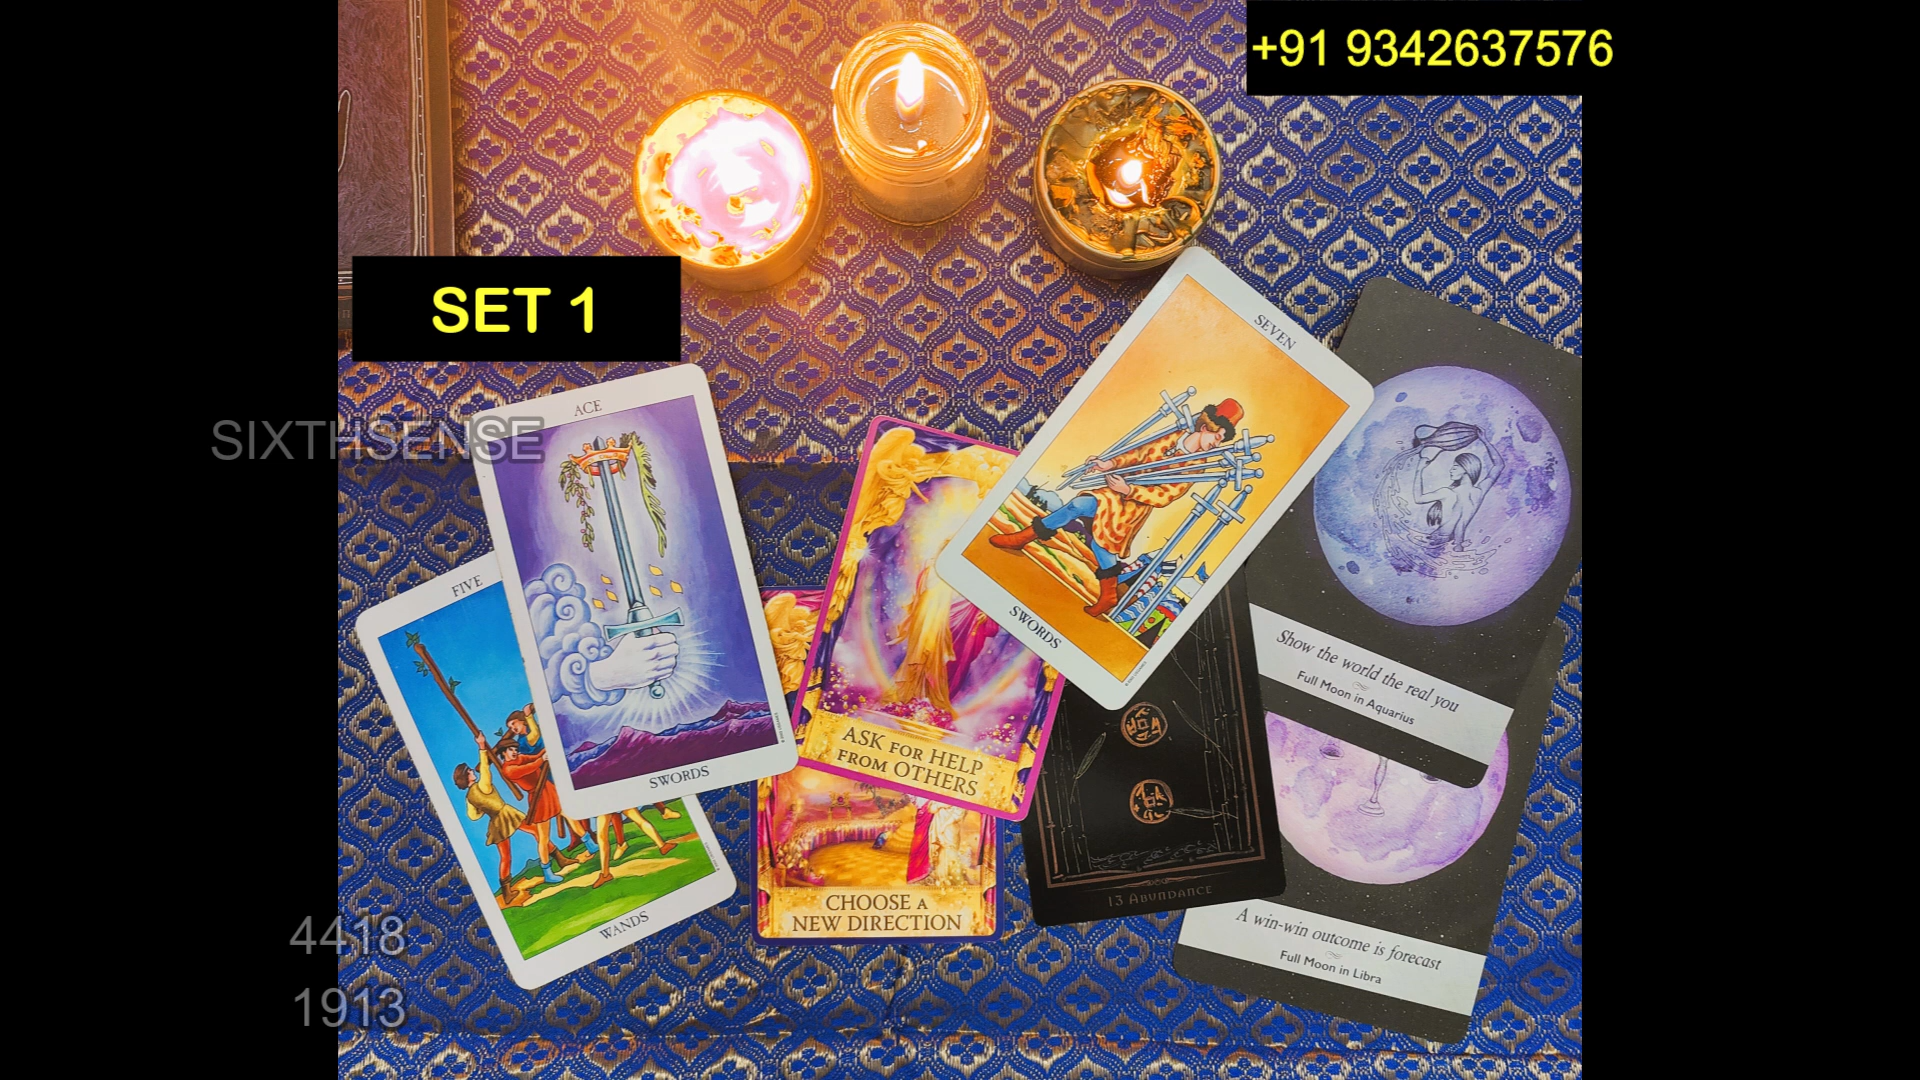 +91 9342637576
SET 1
SIXTHSENSE
ACE
SWORDS
FIVE
WANDS
ASK FOR HELP
FROM OTHERS
CHOOSE A
NEW DIRECTION
SEVEN
SWORDS
13 ABUNDANCE
Show the world the real you
Full Moon in Aquarius
A win-win outcome is forecast
Full Moon in Libra
4418
1913